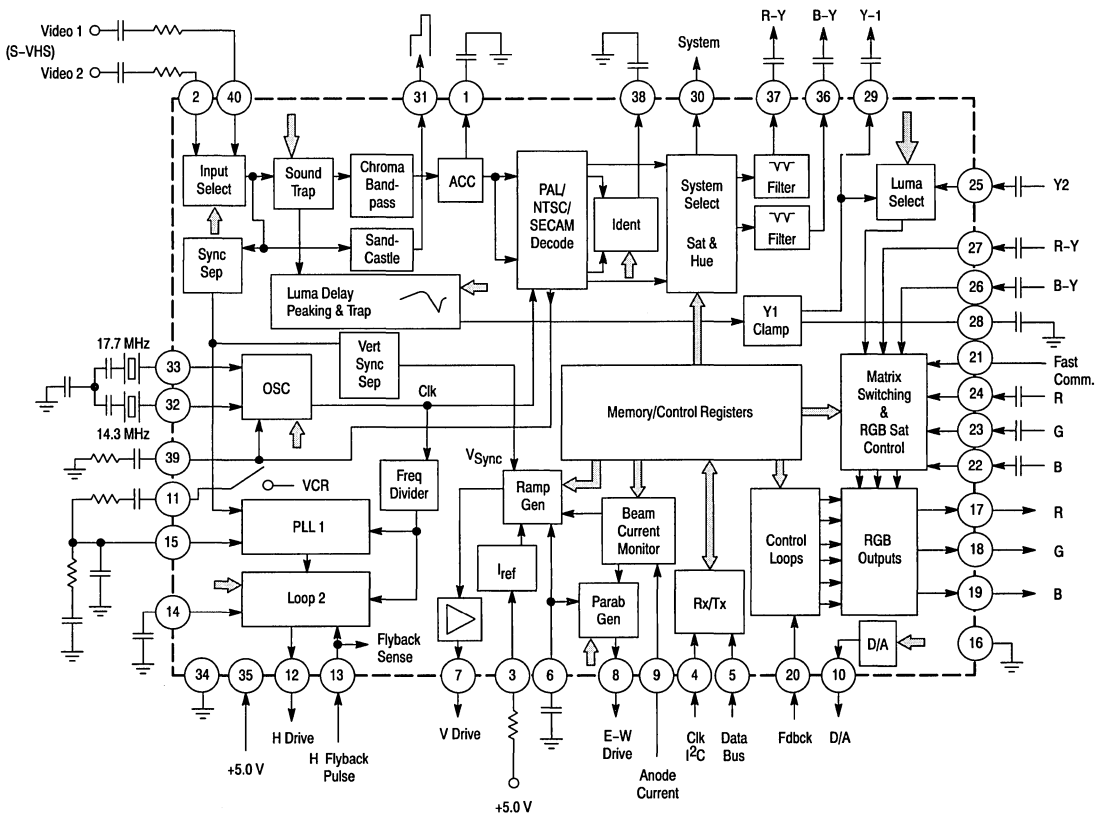 R–Y
B–Y
Y–1
Video 1
(S–VHS)
Video 2
System
2
40
31
1
38
30
37
36
29
Input
Select
Sound
Trap
Chroma
Band-
pass
ACC
PAL/
NTSC/
SECAM
Decode
Ident
System
Select
Sat &
Hue
Filter
Filter
Luma
Select
25
Y2
Sync
Sep
Sand-
Castle
27
R–Y
26
B–Y
Luma Delay
Peaking & Trap
Y1
Clamp
28
17.7 MHz
33
32
14.3 MHz
OSC
Vert
Sync
Sep
Clk
Memory/Control Registers
Matrix
Switching
&
RGB Sat
Control
21
Fast
Comm.
24
R
23
G
22
B
39
11
VCR
15
PLL 1
Freq
Divider
VSync
Ramp
Gen
Beam
Current
Monitor
Control
Loops
RGB
Outputs
17
R
18
G
19
B
Iref
14
Loop 2
Parab
Gen
Rx/Tx
D/A
16
Flyback
Sense
34
35
12
13
7
3
6
8
9
4
5
20
10
+5.0 V
H Drive
H Flyback
Pulse
V Drive
+5.0 V
E–W
Drive
Anode
Current
Clk
I2C
Data
Bus
Fdbck
D/A